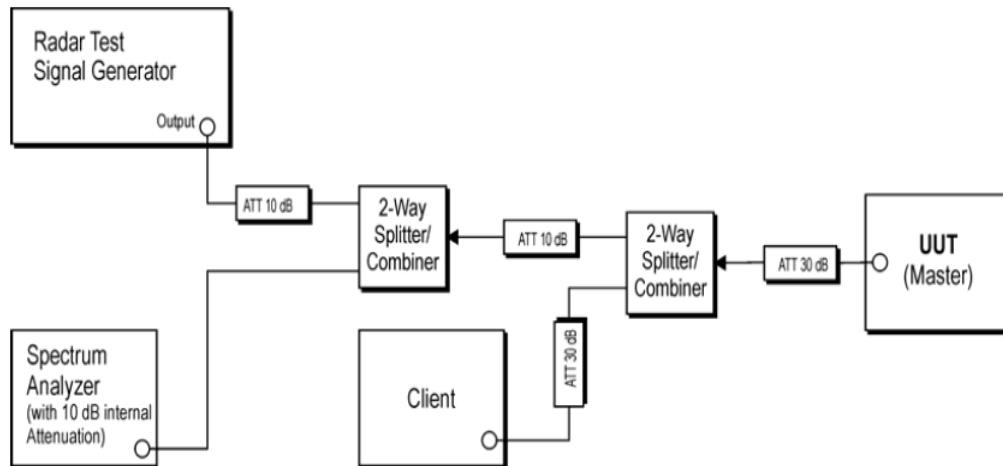 Radar Test
Signal Generator
Output
ATT 10 dB
2-Way
Splitter/
Combiner
ATT 10 dB
2-Way
Splitter/
Combiner
ATT 30 dB
UUT
(Master)
Spectrum
Analyzer
(with 10 dB internal
Attenuation)
Client
ATT 30 dB